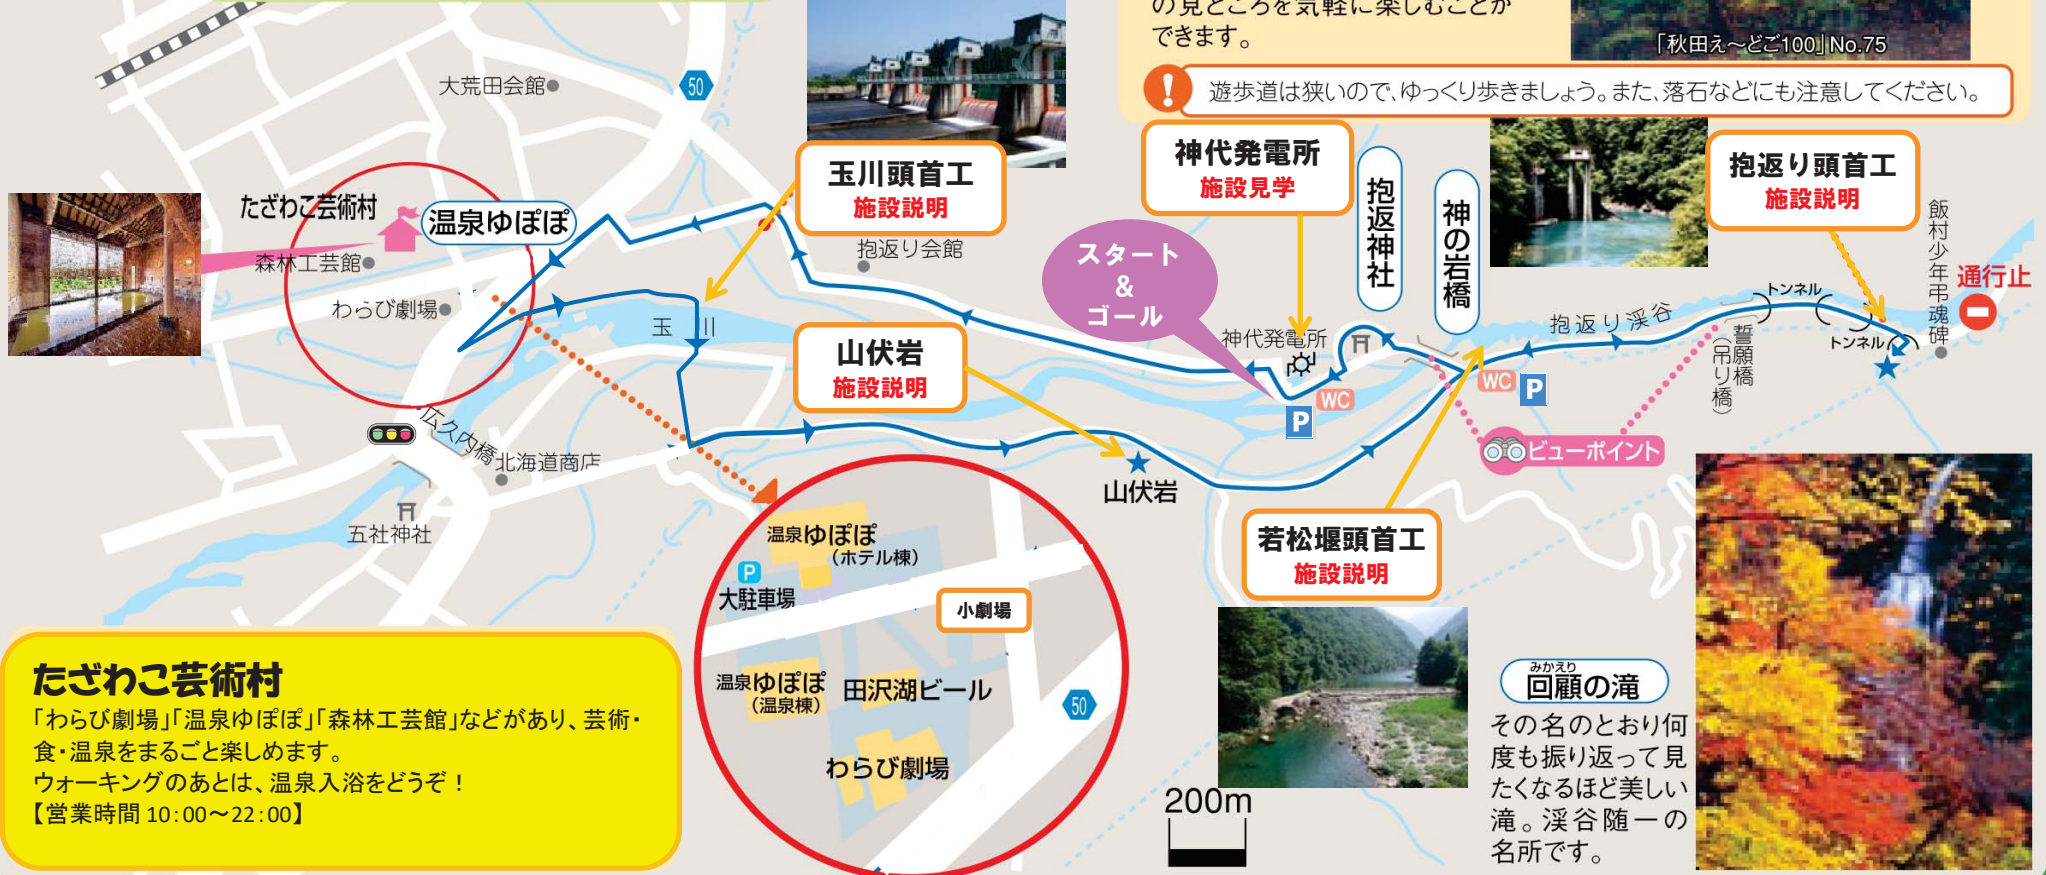 の見どころを気軽に楽しむことが
できます。
「秋田え〜どご100」No.75
遊歩道は狭いので、ゆっくり歩きましょう。また、落石などにも注意してください。
大荒田会館
50
玉川頭首工
施設説明
神代発電所
施設見学
抱返神社
神の岩橋
抱返り頭首工
施設説明
飯村少年弔魂碑
通行止
たざわこ芸術村
温泉ゆぽぽ
森林工芸館
わらび劇場
抱返り会館
スタート
&
ゴール
玉川
神代発電所
抱返り渓谷
トンネル
トンネル
誓願橋
(吊り橋)
山伏岩
施設説明
WC
P
WC
P
ビューポイント
広久内橋
北海道商店
五社神社
山伏岩
若松堰頭首工
施設説明
温泉ゆぽぽ
(ホテル棟)
P
大駐車場
小劇場
温泉ゆぽぽ
(温泉棟)
田沢湖ビール
わらび劇場
50
200m
たざわこ芸術村
「わらび劇場」「温泉ゆぽぽ」「森林工芸館」などがあり、芸術・
食・温泉をまるごと楽しめます。
ウォーキングのあとは、温泉入浴をどうぞ！
【営業時間 10:00〜22:00】
みかえり
回顧の滝
その名のとおり何
度も振り返って見
たくなるほど美しい
滝。渓谷随一の
名所です。